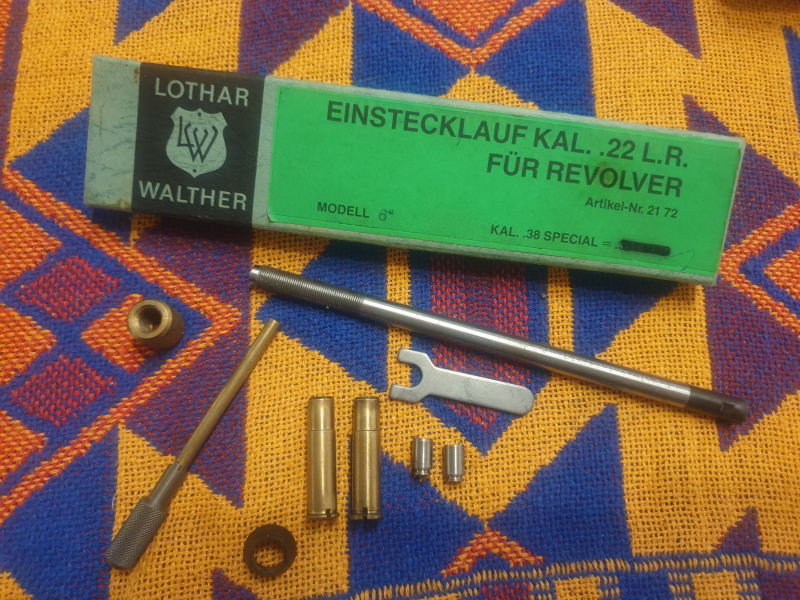 LOTHAR
LW
WALTHER
EINSTECKLAUF KAL. .22 L.R.
FÜR REVOLVER
Artikel-Nr. 21 72
MODELL 6"
KAL. .38 SPECIAL =